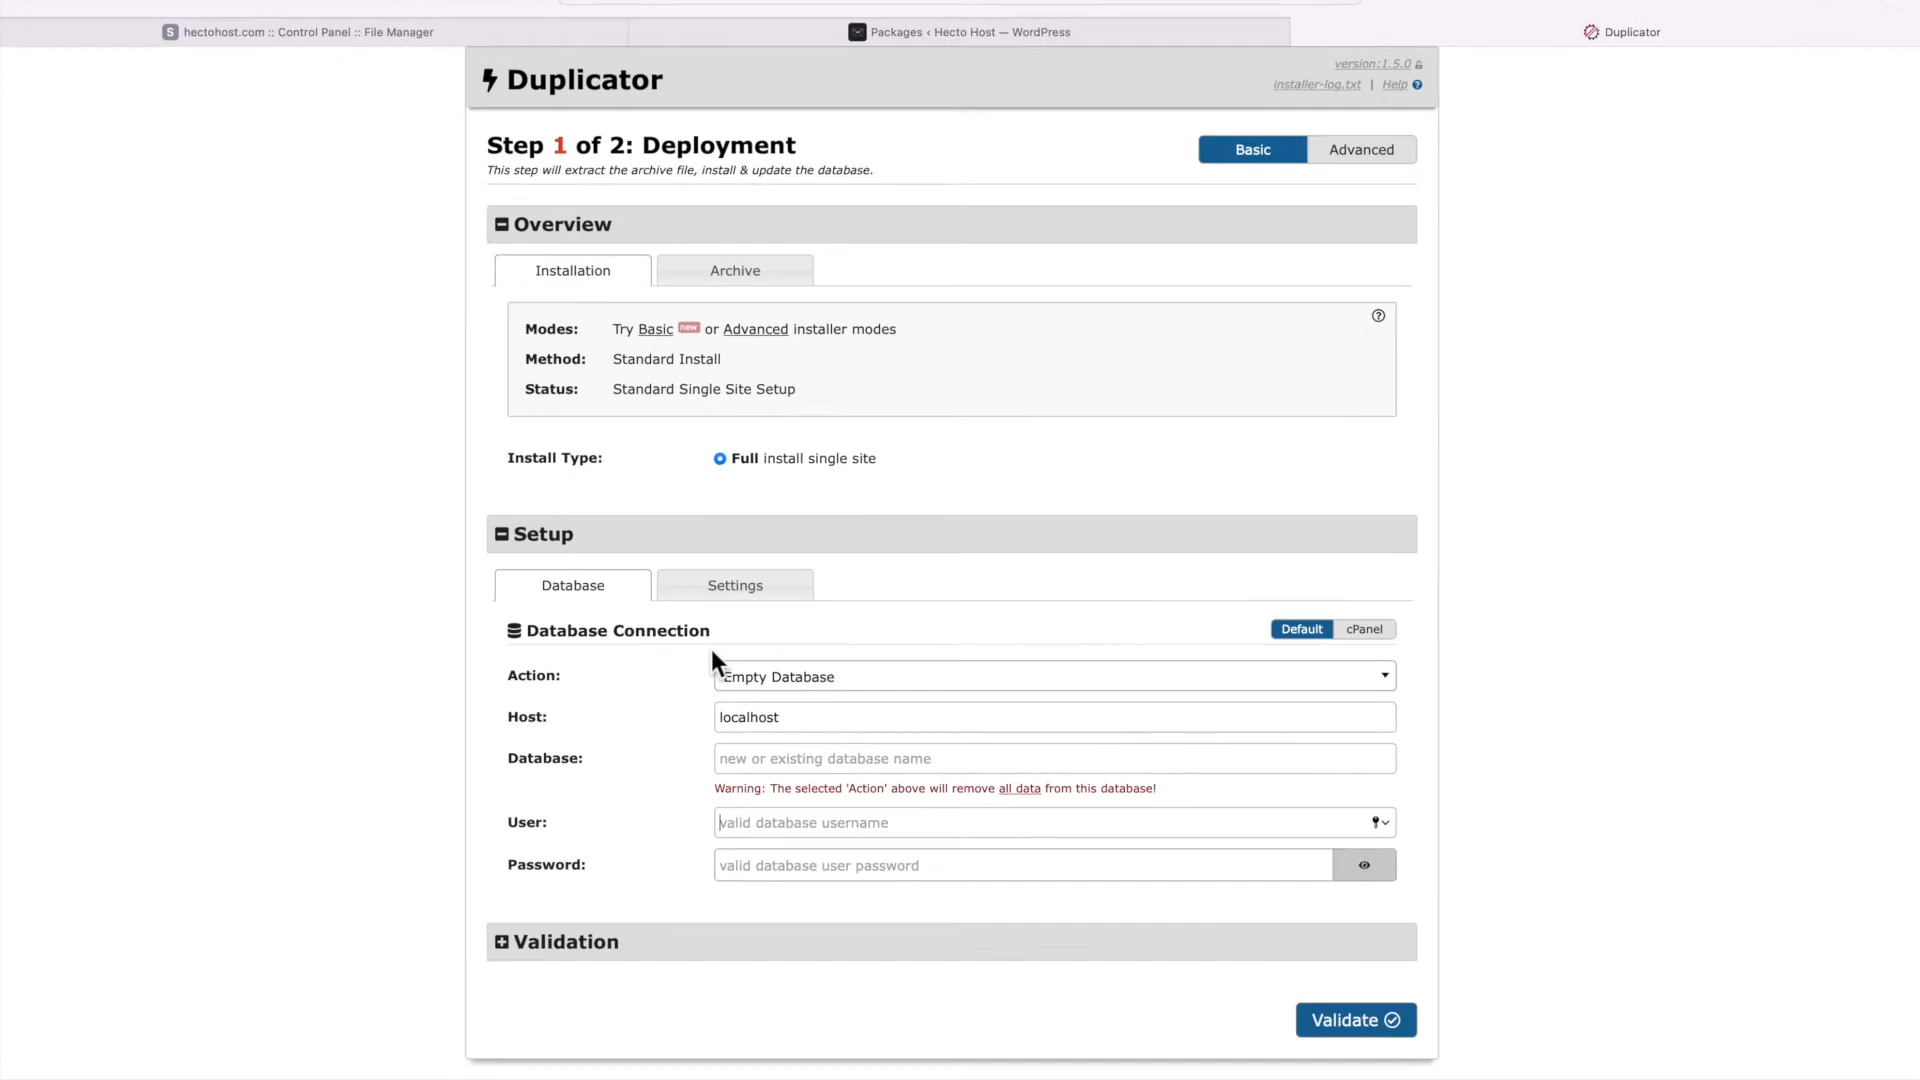 S hectohost.com :: Control Panel :: File Manager
Packages ‹ Hecto Host — WordPress
Duplicator
Duplicator
version:1.5.0
installer-log.txt | Help ?
Step 1 of 2: Deployment
Basic
Advanced
This step will extract the archive file, install & update the database.
Overview
Installation
Archive
Modes: Try Basic new or Advanced installer modes
Method: Standard Install
Status: Standard Single Site Setup
Install Type: Full install single site
Setup
Database
Settings
Database Connection
Default
cPanel
Action: Empty Database
Host: localhost
Database: new or existing database name
Warning: The selected 'Action' above will remove all data from this database!
User: valid database username
Password: valid database user password
Validation
Validate